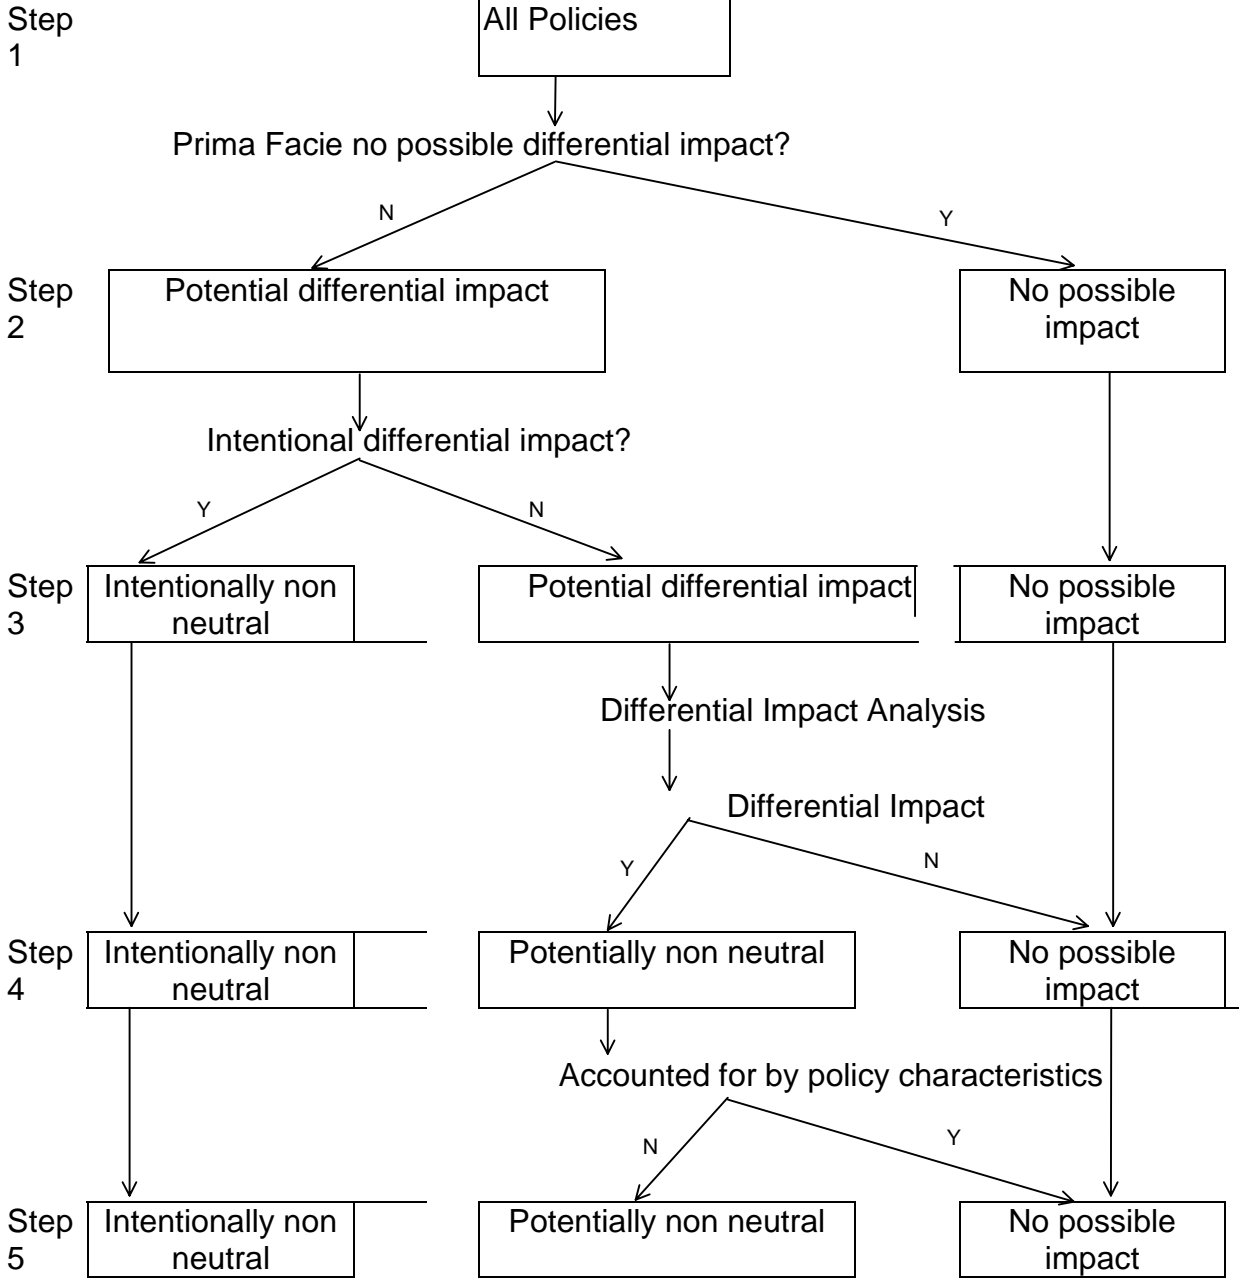 Step
1
All Policies
Prima Facie no possible differential impact?
N
Y
Step
2
Potential differential impact
No possible
impact
Intentional differential impact?
Y
N
Step
3
Intentionally non
neutral
Potential differential impact
No possible
impact
Differential Impact Analysis
Differential Impact
Y
N
Step
4
Intentionally non
neutral
Potentially non neutral
No possible
impact
Accounted for by policy characteristics
N
Y
Step
5
Intentionally non
neutral
Potentially non neutral
No possible
impact